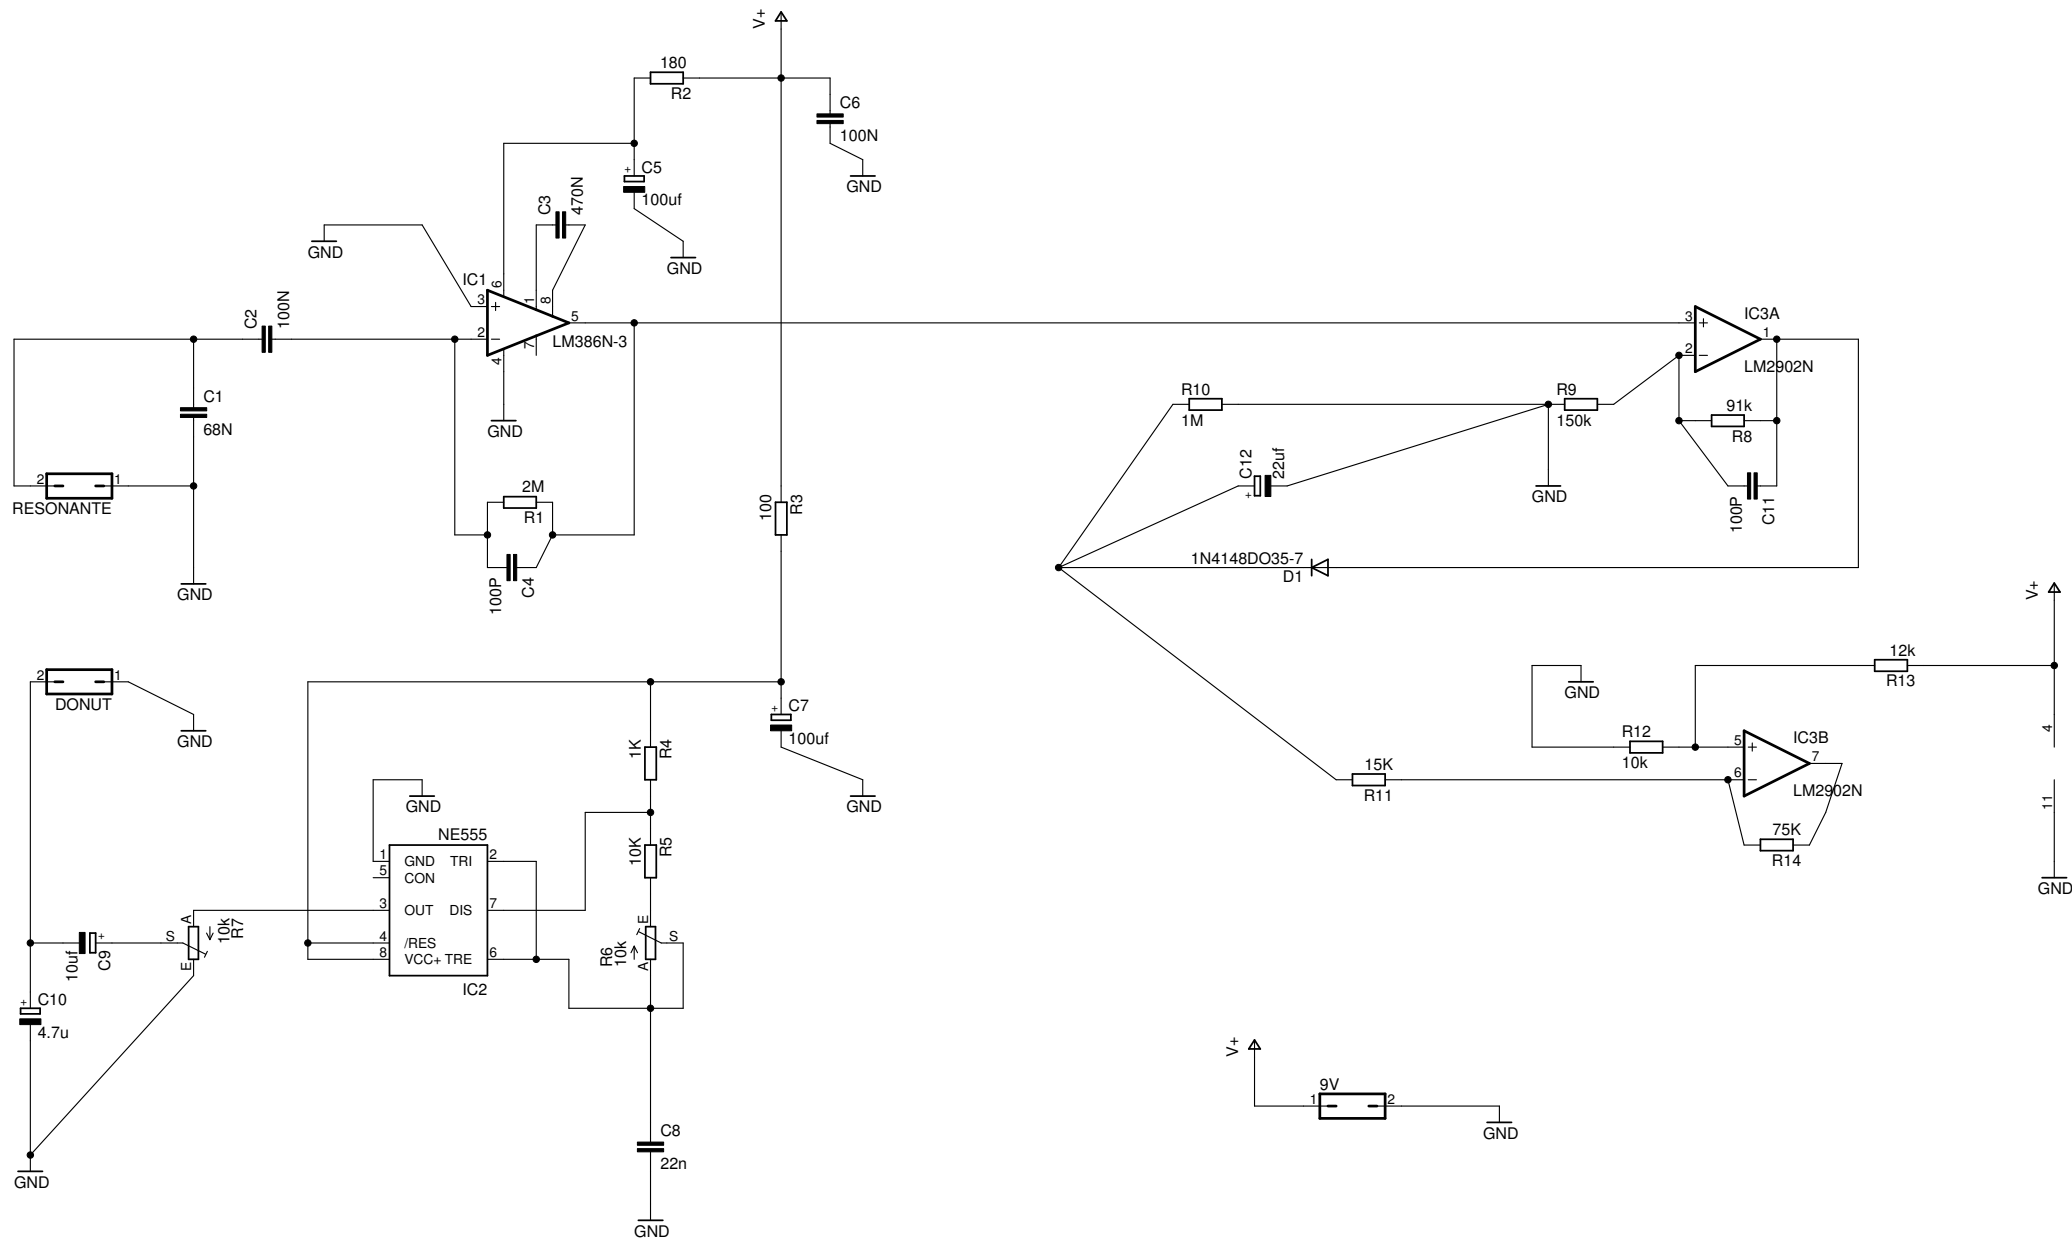 V+
180
R2
C6
100N
GND
C5
100uf
GND
C3
470N
GND
IC1
6
3
+
1
8
5
2
−
7
4
LM386N-3
GND
C2
100N
C1
68N
2
1
RESONANTE
GND
2M
R1
100P
C4
100
R3
IC3A
3
+
1
2
−
LM2902N
R10
1M
R9
150k
91k
R8
C12
22uf
+
GND
100P
C11
1N4148DO35-7
D1
V+
12k
R13
GND
R12
10k
IC3B
5
+
7
6
−
LM2902N
4
11
GND
15K
R11
75K
R14
2
1
DONUT
GND
+
C7
100uf
GND
1K
R4
GND
10K
R5
NE555
1
GND
TRI
2
5
CON
3
OUT
DIS
7
4
/RES
8
VCC+
TRE
6
IC2
A
S
E
10k
R7
E
S
A
R6
10k
10uf
C9
+
+
C10
4.7u
GND
C8
22n
GND
V+
9V
1
2
GND